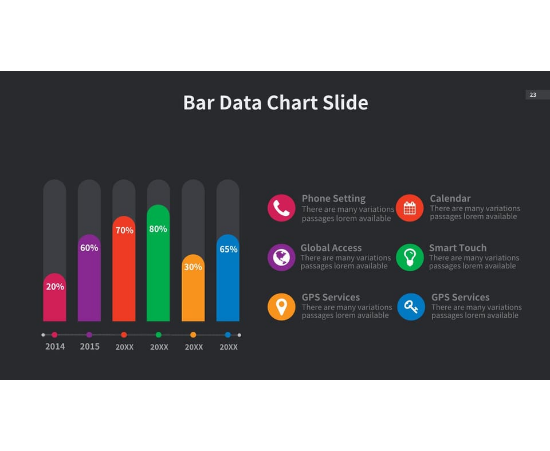 Bar Data Chart Slide
23
20%
60%
70%
80%
30%
65%
2014 2015 20XX 20XX 20XX 20XX
Phone Setting
There are many variations
passages lorem available
Calendar
There are many variations
passages lorem available
Global Access
There are many variations
passages lorem available
Smart Touch
There are many variations
passages lorem available
GPS Services
There are many variations
passages lorem available
GPS Services
There are many variations
passages lorem available